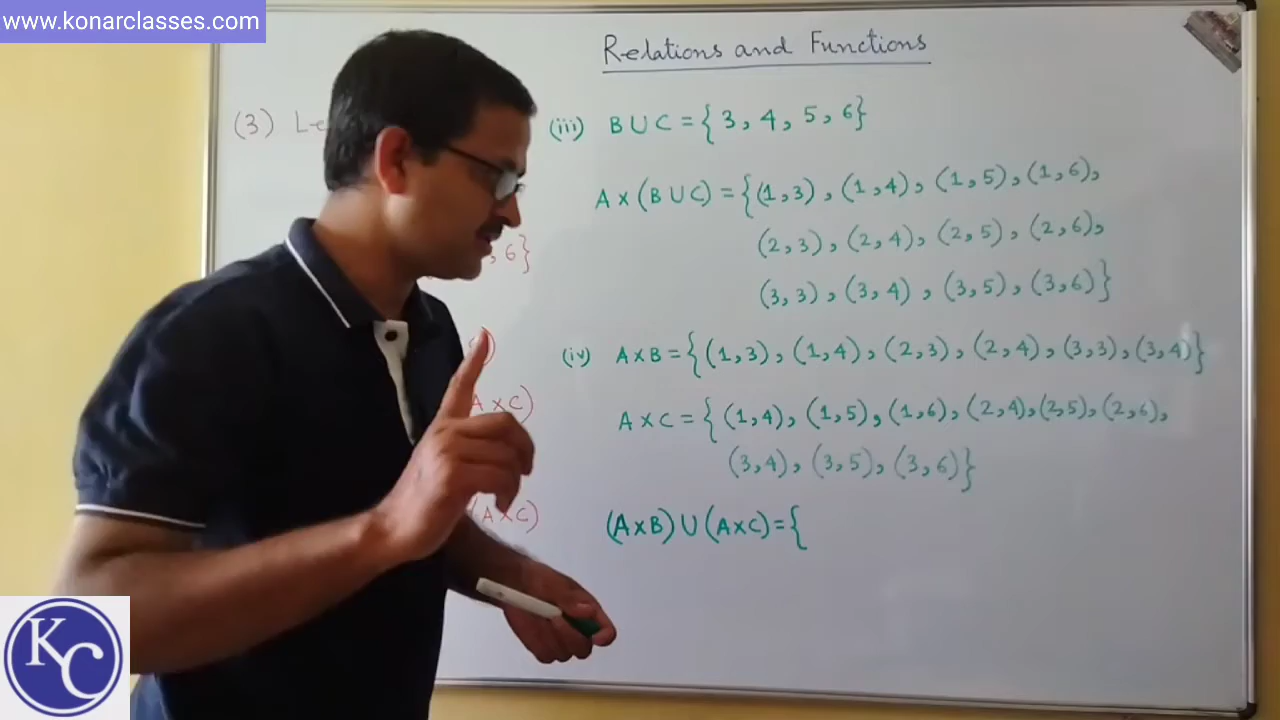 www.konarclasses.com
Relations and Functions
(3) Le
(iii) B ∪ C = { 3, 4, 5, 6}
A × (B ∪ C) = {(1,3), (1,4), (1,5), (1,6),
(2,3), (2,4), (2,5), (2,6),
, 6}
(3,3), (3,4), (3,5), (3,6)}
(iv) A×B = {(1,3), (1,4), (2,3), (2,4), (3,3), (3,4)}
A × C)
A × C = {(1,4), (1,5), (1,6), (2,4), (2,5), (2,6),
(3,4), (3,5), (3,6)}
(A × C)
(A×B) ∪ (A×C) = {
KC